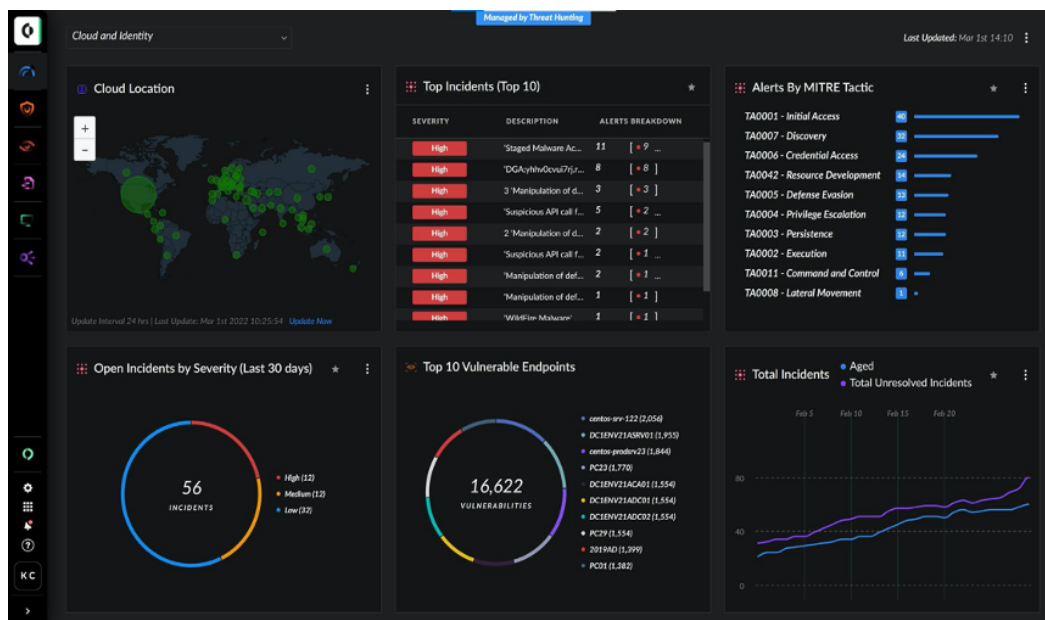 Managed by Threat Hunting
Cloud and Identity
Last Updated: Mar 1st 14:10
Cloud Location
+
-
Update Interval 24 hrs | Last Update: Mar 1st 2022 10:25:54 Update Now
Top Incidents (Top 10)
SEVERITY DESCRIPTION ALERTS BREAKDOWN
High 'Staged Malware Ac... 11 [ • 9 ...
High 'DGA:yhhv0cvui7rj.r... 8 [ • 8 ]
High 3 'Manipulation of d... 3 [ • 3 ]
High 'Suspicious API call f... 5 [ • 2 ...
High 2 'Manipulation of d... 2 [ • 2 ]
High 'Suspicious API call f... 2 [ • 1 ...
High 'Manipulation of def... 2 [ • 1 ...
High 'Manipulation of def... 1 [ • 1 ]
High 'WildFire Malware' 1 [ • 1 ]
Alerts By MITRE Tactic
TA0001 - Initial Access 40
TA0007 - Discovery 32
TA0006 - Credential Access 24
TA0042 - Resource Development 14
TA0005 - Defense Evasion 13
TA0004 - Privilege Escalation 12
TA0003 - Persistence 12
TA0002 - Execution 11
TA0011 - Command and Control 6
TA0008 - Lateral Movement 1
Open Incidents by Severity (Last 30 days)
56
INCIDENTS
High (12)
Medium (12)
Low (32)
Top 10 Vulnerable Endpoints
16,622
VULNERABILITIES
centos-srv-122 (2,056)
DC1ENV21ASRV01 (1,955)
centos-prodsrv23 (1,844)
PC23 (1,770)
DC1ENV21ACA01 (1,554)
DC1ENV21ADC01 (1,554)
DC1ENV21ADC02 (1,554)
PC29 (1,554)
2019AD (1,399)
PC01 (1,382)
Total Incidents
Aged
Total Unresolved Incidents
Feb 5 Feb 10 Feb 15 Feb 20
80
40
0
?
KC